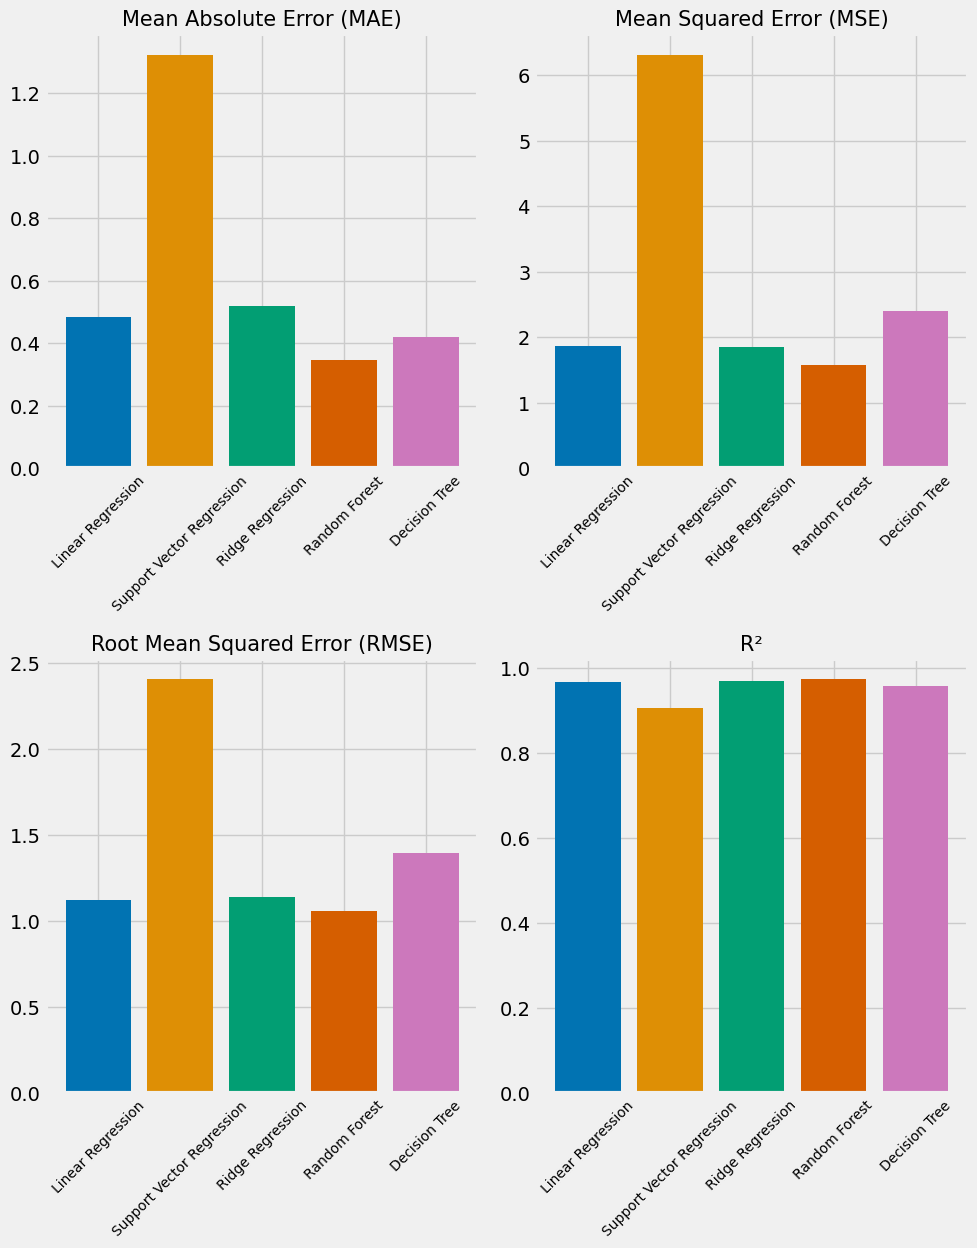 Mean Absolute Error (MAE)
1.2
1.0
0.8
0.6
0.4
0.2
0.0
Linear Regression
Support Vector Regression
Ridge Regression
Random Forest
Decision Tree
Mean Squared Error (MSE)
6
5
4
3
2
1
0
Linear Regression
Support Vector Regression
Ridge Regression
Random Forest
Decision Tree
Root Mean Squared Error (RMSE)
2.5
2.0
1.5
1.0
0.5
0.0
Linear Regression
Support Vector Regression
Ridge Regression
Random Forest
Decision Tree
R²
1.0
0.8
0.6
0.4
0.2
0.0
Linear Regression
Support Vector Regression
Ridge Regression
Random Forest
Decision Tree